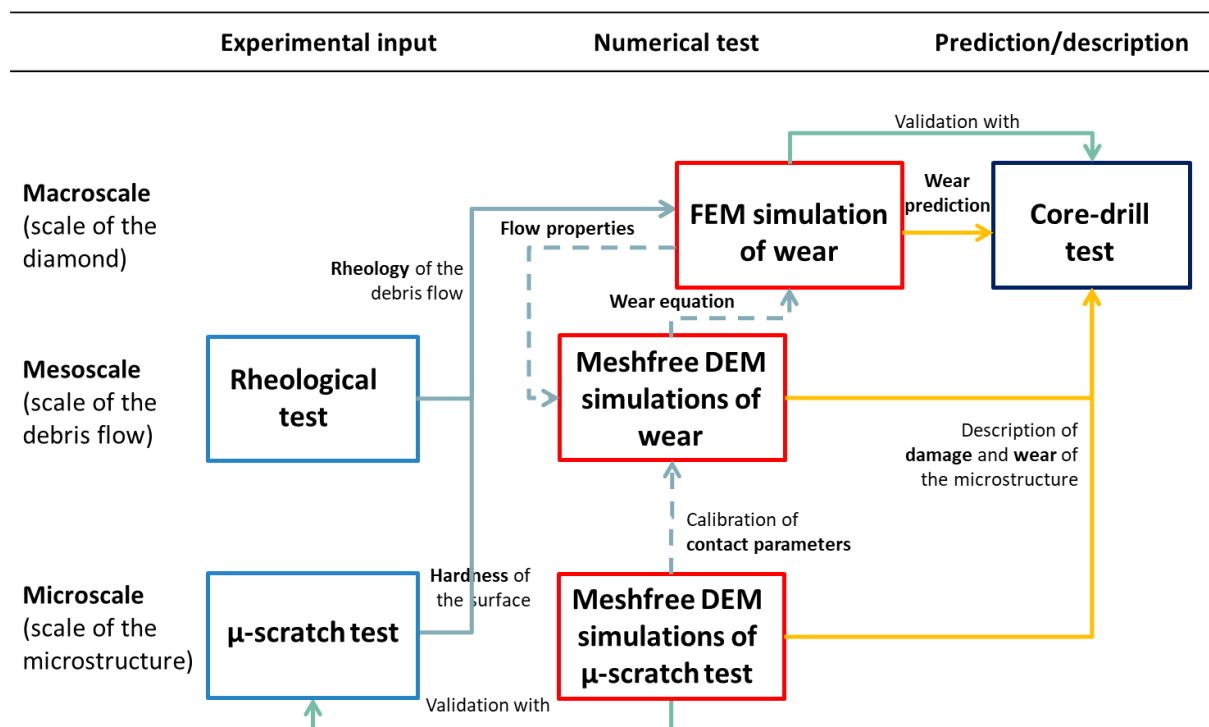 Experimental input
Numerical test
Prediction/description
Validation with
Macroscale
(scale of the
diamond)
FEM simulation
of wear
Wear
prediction
Core-drill
test
Flow properties
Rheology of the
debris flow
Wear equation
Mesoscale
(scale of the
debris flow)
Rheological
test
Meshfree DEM
simulations of
wear
Description of
damage and wear of
the microstructure
Calibration of
contact parameters
Microscale
(scale of the
microstructure)
µ-scratch test
Hardness of
the surface
Meshfree DEM
simulations of
µ-scratch test
Validation with